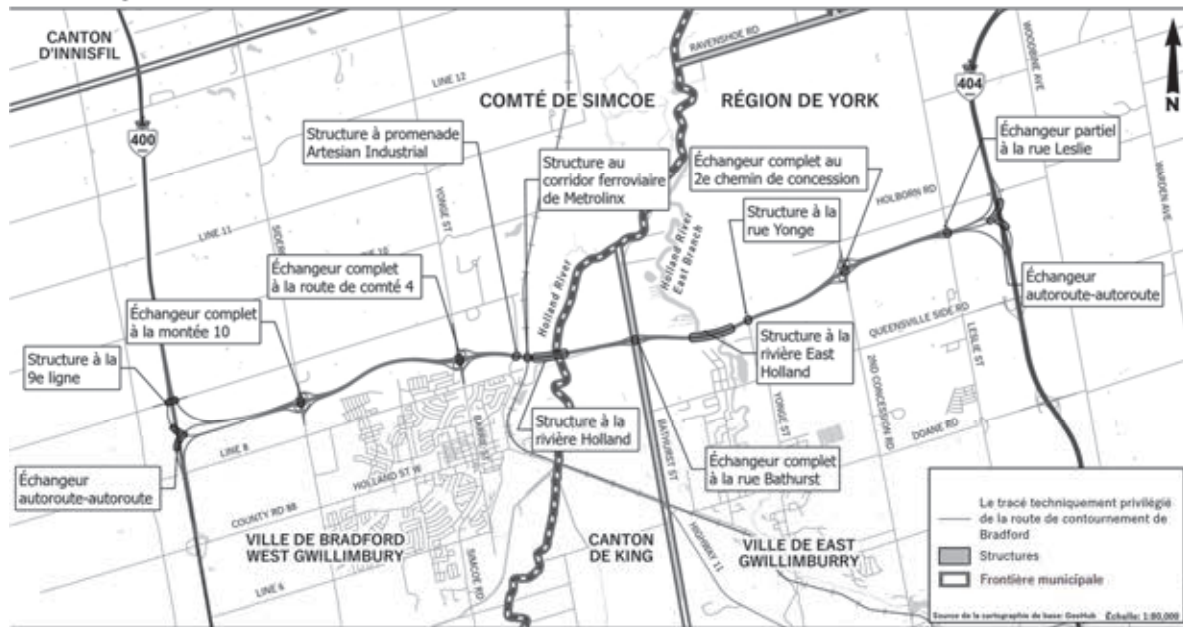 CANTON
D'INNISFIL
400
LINE 12
COMTÉ DE SIMCOE
RÉGION DE YORK
RAVENSHOE RD
404
WOODBINE AVE
WARDEN AVE
N
Structure à promenade
Artesian Industrial
Structure au
corridor ferroviaire
de Metrolinx
Échangeur complet au
2e chemin de concession
Échangeur partiel
à la rue Leslie
Structure à la
rue Yonge
HOLBORN RD
YONGE ST
LINE 11
Échangeur complet
à la route de comté 4
Échangeur complet
à la montée 10
Structure à la
9e ligne
Échangeur
autoroute-autoroute
Holland River
Holland River
East Branch
Échangeur
autoroute-autoroute
QUEENSVILLE SIDE RD
LESLIE ST
Structure à la
rivière East
Holland
2ND CONCESSION RD
DOANE RD
YONGE ST
Structure à la
rivière Holland
BATHURST ST
Échangeur complet
à la rue Bathurst
LINE 8
HOLLAND ST W
BARRIE ST
COUNTY RD 88
VILLE DE BRADFORD
WEST GWILLIMBURY
SIMCOE RD
CANTON
DE KING
HIGHWAY 11
VILLE DE EAST
GWILLIMBURRY
LINE 6
Le tracé techniquement privilégié
de la route de contournement de
Bradford
Structures
Frontière municipale
Source de la cartographie de base: GeoHub Échelle: 1:80,000